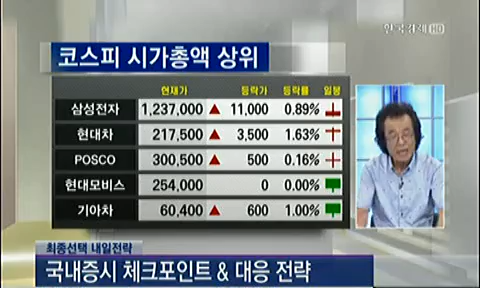 한국경제 HD
코스피 시가총액 상위
현재가 등락가 등락률 일봉
삼성전자 1,237,000 ▲ 11,000 0.89%
현대차 217,500 ▲ 3,500 1.63%
POSCO 300,500 ▲ 500 0.16%
현대모비스 254,000 0 0.00%
기아차 60,400 ▲ 600 1.00%
최종선택 내일전략
국내증시 체크포인트 & 대응 전략